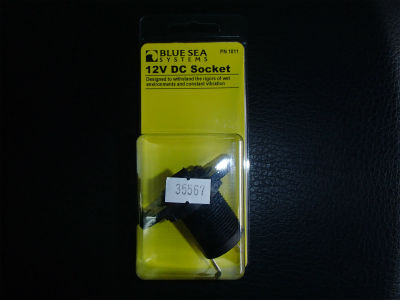 BLUE SEA
SYSTEMS
PN 1011
12V DC Socket
Designed to withstand the rigors of wet
environments and constant vibration
35567